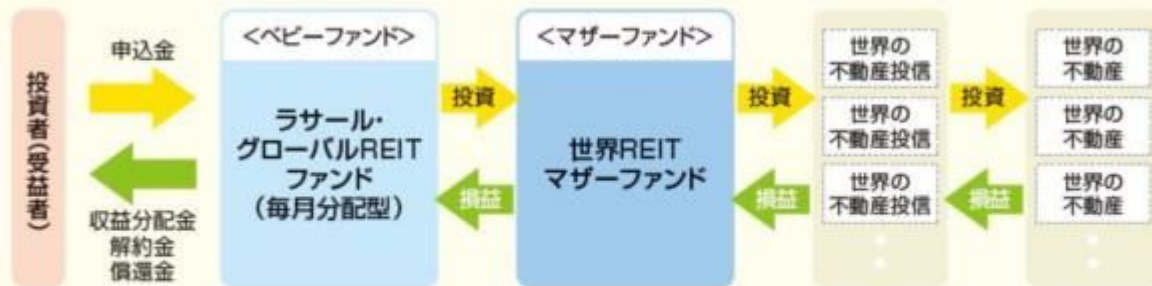 投資者(受益者)
申込金
収益分配金
解約金
償還金
<ベビーファンド>
ラサール・
グローバルREIT
ファンド
(毎月分配型)
投資
損益
<マザーファンド>
世界REIT
マザーファンド
投資
損益
世界の
不動産投信
世界の
不動産投信
世界の
不動産投信
投資
損益
世界の
不動産
世界の
不動産
世界の
不動産